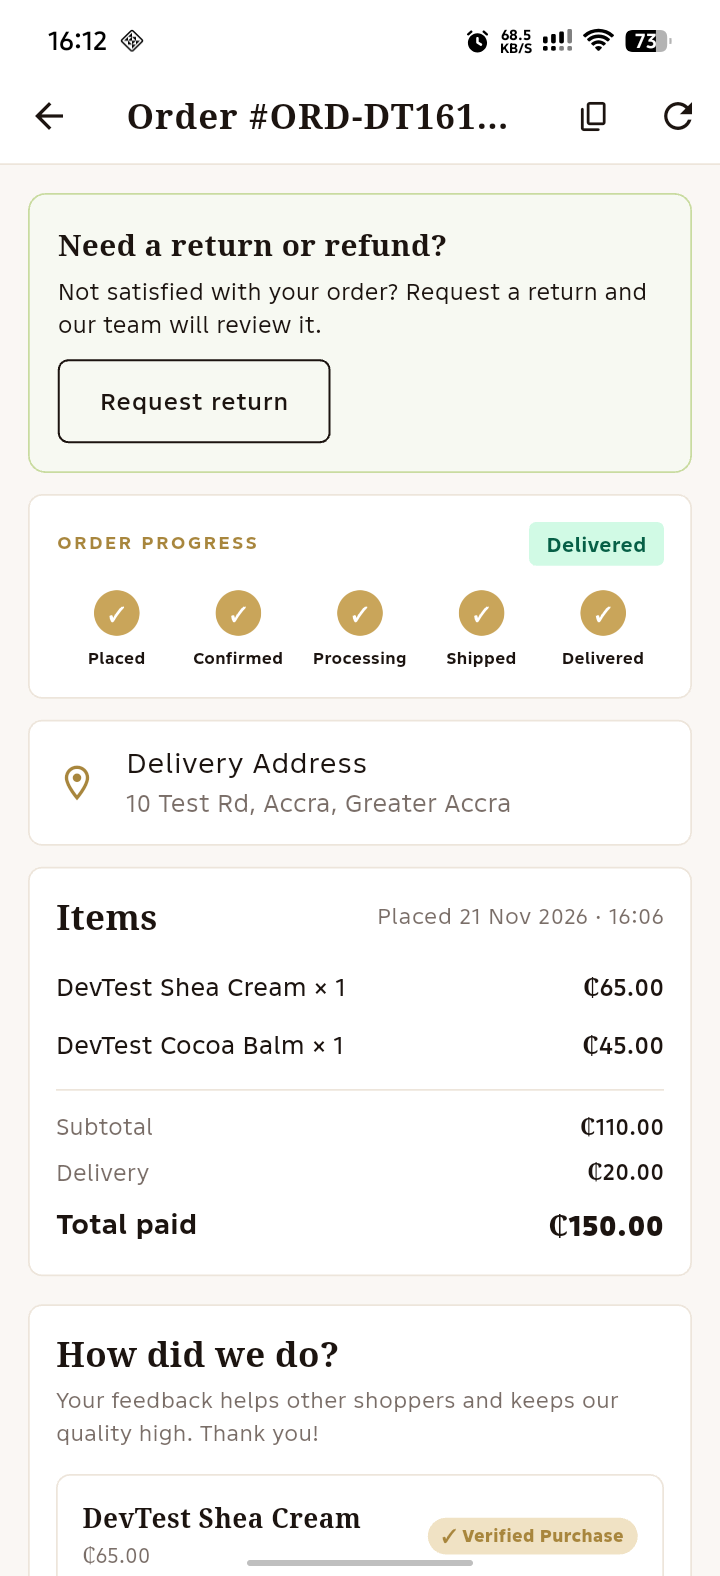 16:12
68.5
KB/S
73
Order #ORD-DT161...
Need a return or refund?
Not satisfied with your order? Request a return and
our team will review it.
Request return
ORDER PROGRESS
Delivered
✓ ✓ ✓ ✓ ✓
Placed Confirmed Processing Shipped Delivered
Delivery Address
10 Test Rd, Accra, Greater Accra
Items
Placed 21 Nov 2026 · 16:06
DevTest Shea Cream × 1 ₵65.00
DevTest Cocoa Balm × 1 ₵45.00
Subtotal ₵110.00
Delivery ₵20.00
Total paid ₵150.00
How did we do?
Your feedback helps other shoppers and keeps our
quality high. Thank you!
DevTest Shea Cream
✓ Verified Purchase
₵65.00